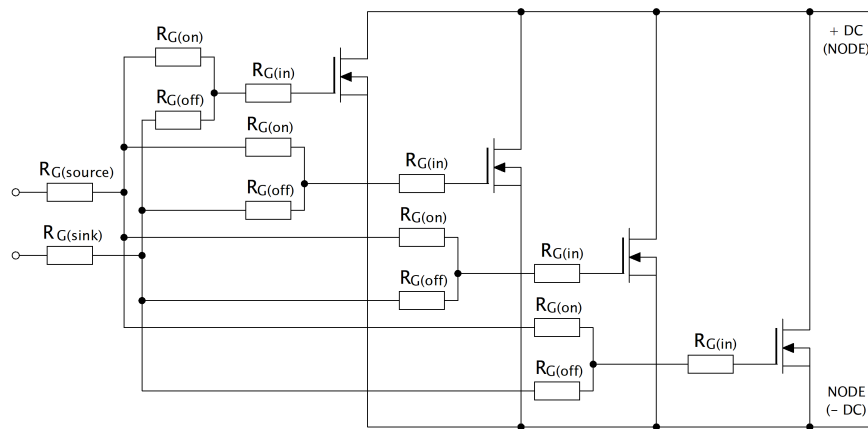 RG(on)
+ DC
(NODE)
RG(in)
RG(off)
RG(on)
RG(in)
RG(source)
RG(off)
RG(on)
RG(sink)
RG(in)
RG(off)
RG(on)
RG(in)
RG(off)
NODE
(– DC)